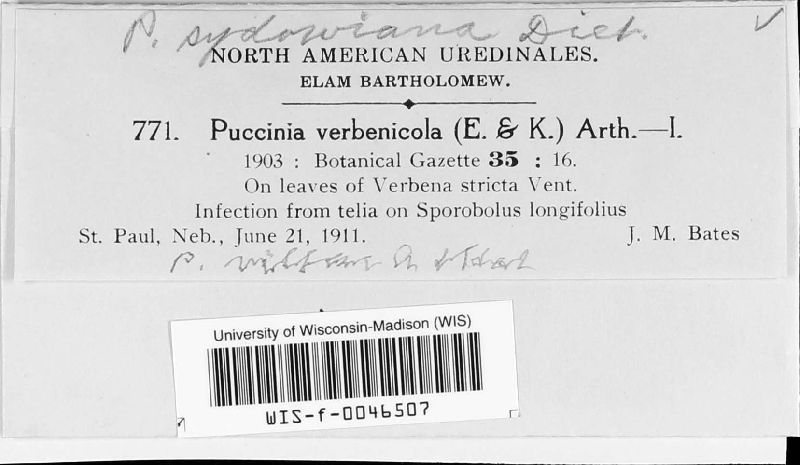 P. sydowiana Diet. ✓
NORTH AMERICAN UREDINALES.
ELAM BARTHOLOMEW.
771. Puccinia verbenicola (E. & K.) Arth.—I.
1903 : Botanical Gazette 35 : 16.
On leaves of Verbena stricta Vent.
Infection from telia on Sporobolus longifolius
St. Paul, Neb., June 21, 1911. J. M. Bates
P.
University of Wisconsin-Madison (WIS)
WIS-f-0046507